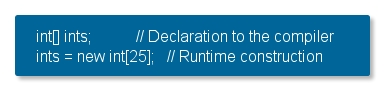 int[] ints;          // Declaration to the compiler
ints = new int[25];   // Runtime construction